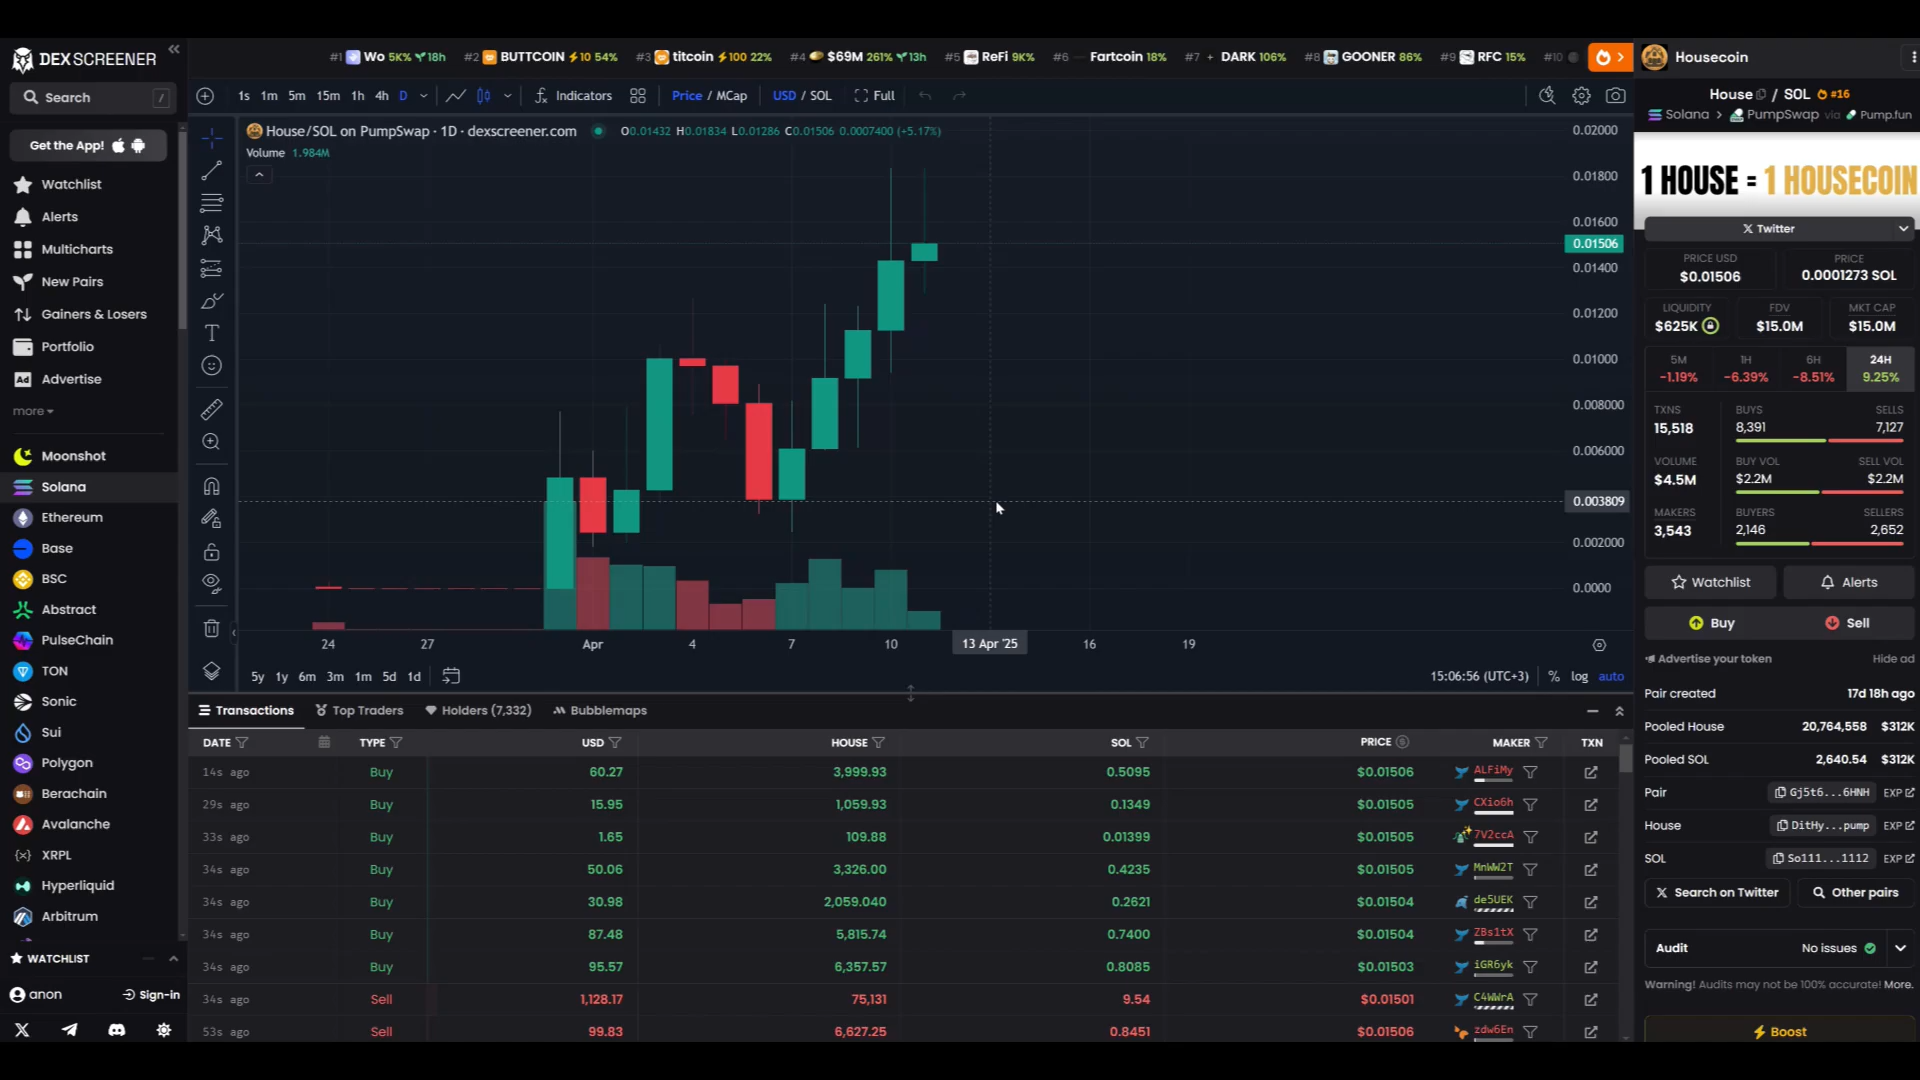 DEX SCREENER
Search /
Get the App!
Watchlist
Alerts
Multicharts
New Pairs
Gainers & Losers
Portfolio
Ad Advertise
more
Moonshot
Solana
Ethereum
Base
BSC
Abstract
PulseChain
TON
Sonic
Sui
Polygon
Berachain
Avalanche
XRPL
Hyperliquid
Arbitrum
WATCHLIST
anon Sign-in
#1 Wo 5K% 18h #2 BUTTCOIN 10 54% #3 titcoin 100 22% #4 $69M 261% 13h #5 ReFi 9K% #6 Fartcoin 18% #7 DARK 106% #8 GOONER 86% #9 RFC 15% #10
1s 1m 5m 15m 1h 4h D Indicators Price / MCap USD / SOL Full
House/SOL on PumpSwap · 1D · dexscreener.com O0.01432 H0.01834 L0.01286 C0.01506 0.0007400 (+5.17%)
Volume 1.984M
0.02000
0.01800
0.01600
0.01506
0.01400
0.01200
0.01000
0.008000
0.006000
0.003809
0.002000
0.0000
24 27 Apr 4 7 10 13 Apr '25 16 19
5y 1y 6m 3m 1m 5d 1d 15:06:56 (UTC+3) % log auto
Transactions Top Traders Holders (7,332) Bubblemaps
DATE TYPE USD HOUSE SOL PRICE MAKER TXN
14s ago Buy 60.27 3,999.93 0.5095 $0.01506 ALFiMy
29s ago Buy 15.95 1,059.93 0.1349 $0.01505 CXio6h
33s ago Buy 1.65 109.88 0.01399 $0.01505 7V2ccA
34s ago Buy 50.06 3,326.00 0.4235 $0.01505 MnWW2T
34s ago Buy 30.98 2,059.040 0.2621 $0.01504 de5UEK
34s ago Buy 87.48 5,815.74 0.7400 $0.01504 ZBs1tX
34s ago Buy 95.57 6,357.57 0.8085 $0.01503 iGR6yk
34s ago Sell 1,128.17 75,131 9.54 $0.01501 C4WWrA
53s ago Sell 99.83 6,627.25 0.8451 $0.01506 zdw6En
Housecoin
House / SOL #16
Solana > PumpSwap via Pump.fun
1 HOUSE = 1 HOUSECOIN
Twitter
PRICE USD PRICE
$0.01506 0.0001273 SOL
LIQUIDITY FDV MKT CAP
$625K $15.0M $15.0M
5M 1H 6H 24H
-1.19% -6.39% -8.51% 9.25%
TXNS BUYS SELLS
15,518 8,391 7,127
VOLUME BUY VOL SELL VOL
$4.5M $2.2M $2.2M
MAKERS BUYERS SELLERS
3,543 2,146 2,652
Watchlist Alerts
Buy Sell
Advertise your token Hide ad
Pair created 17d 18h ago
Pooled House 20,764,558 $312K
Pooled SOL 2,640.54 $312K
Pair Gj5t6...6HNH EXP
House DitHy...pump EXP
SOL So111...1112 EXP
Search on Twitter Other pairs
Audit No issues
Warning! Audits may not be 100% accurate! More.
Boost